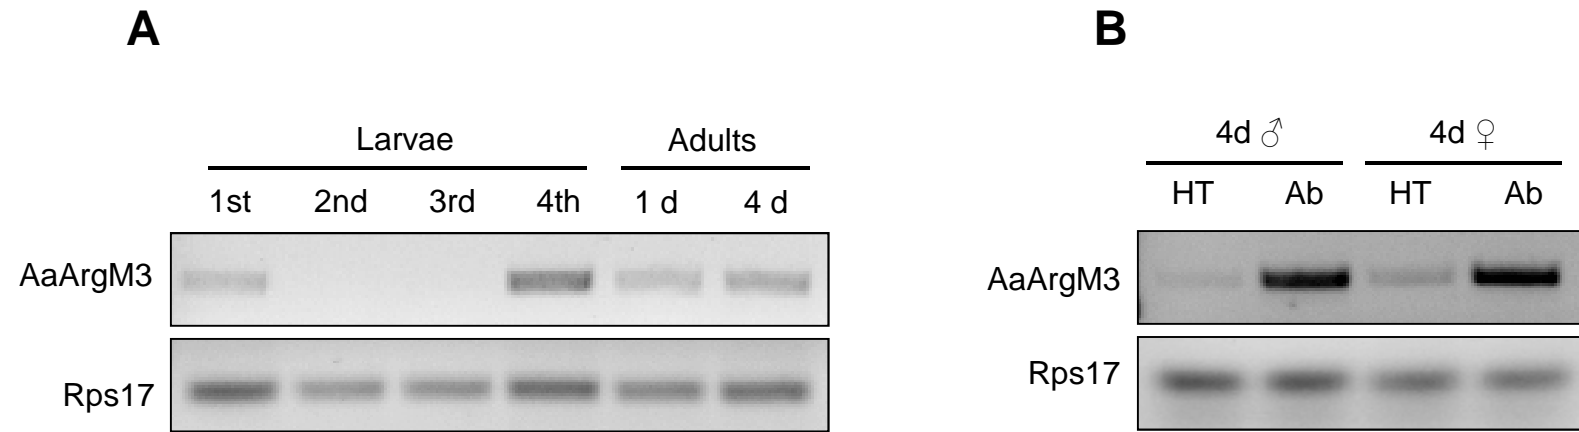 A
Larvae Adults
1st 2nd 3rd 4th 1 d 4 d
AaArgM3
Rps17
B
4d ♂ 4d ♀
HT Ab HT Ab
AaArgM3
Rps17